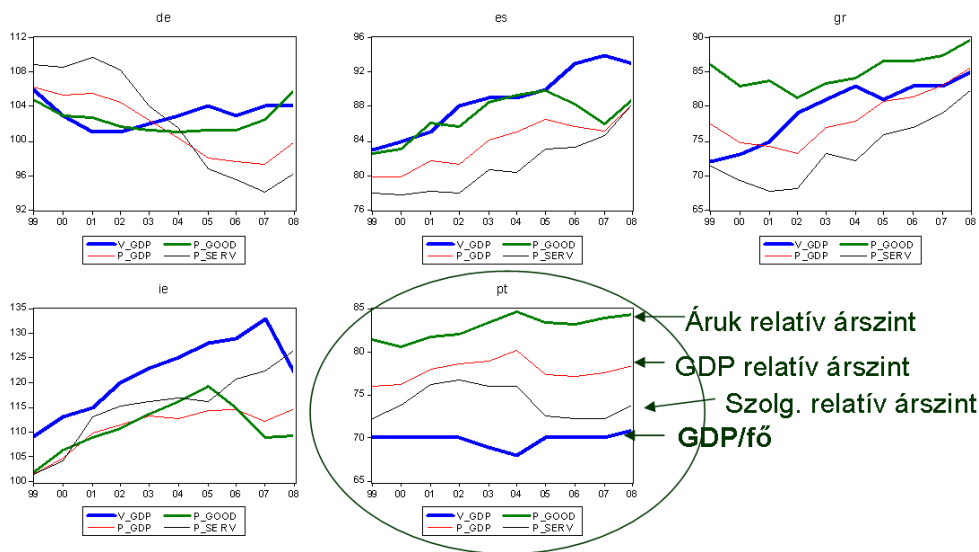 de
112
108
104
100
96
92
99 00 01 02 03 04 05 06 07 08
V_GDP P_GOOD
P_GDP P_SERV
es
96
92
88
84
80
76
99 00 01 02 03 04 05 06 07 08
V_GDP P_GOOD
P_GDP P_SERV
gr
90
85
80
75
70
65
99 00 01 02 03 04 05 06 07 08
V_GDP P_GOOD
P_GDP P_SERV
ie
135
130
125
120
115
110
105
100
99 00 01 02 03 04 05 06 07 08
V_GDP P_GOOD
P_GDP P_SERV
pt
85
80
75
70
65
99 00 01 02 03 04 05 06 07 08
V_GDP P_GOOD
P_GDP P_SERV
Áruk relatív árszint
GDP relatív árszint
Szolg. relatív árszint
GDP/fő